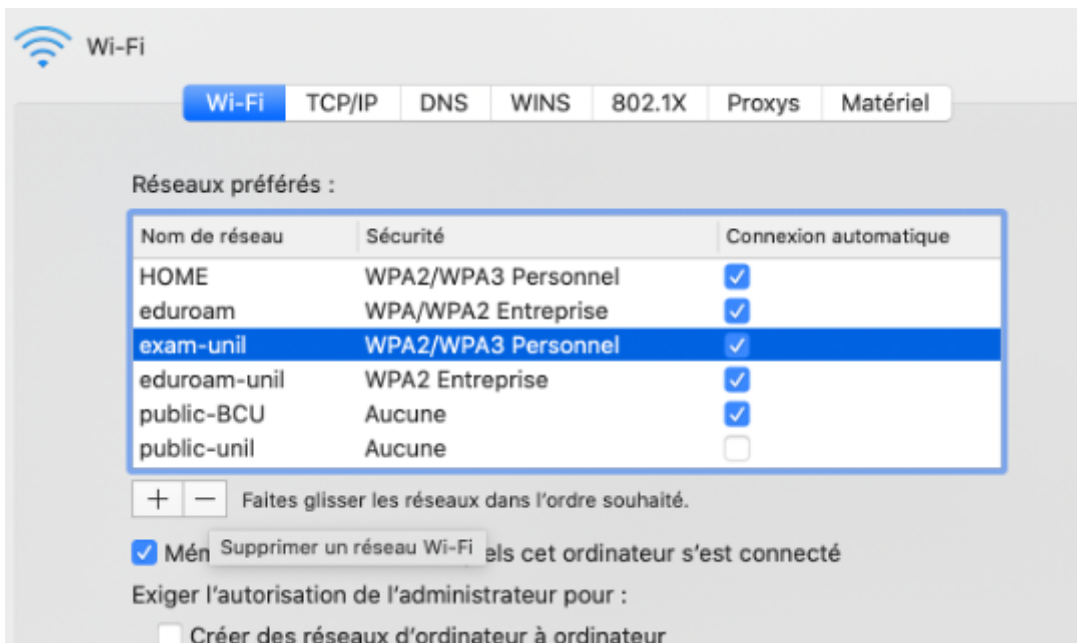 Wi-Fi
Wi-Fi TCP/IP DNS WINS 802.1X Proxys Matériel
Réseaux préférés :
Nom de réseau Sécurité Connexion automatique
HOME WPA2/WPA3 Personnel
eduroam WPA/WPA2 Entreprise
exam-unil WPA2/WPA3 Personnel
eduroam-unil WPA2 Entreprise
public-BCU Aucune
public-unil Aucune
+ − Faites glisser les réseaux dans l'ordre souhaité.
Supprimer un réseau Wi-Fi cet ordinateur s'est connecté
Exiger l'autorisation de l'administrateur pour :
Créer des réseaux d'ordinateur à ordinateur